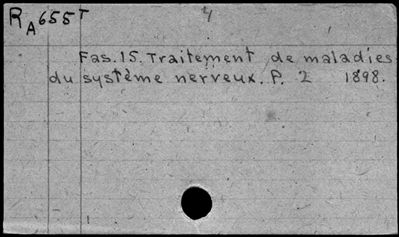 RA655T 4
Fas.15. Traitement de maladies
du système nerveux. P. 2 1898.